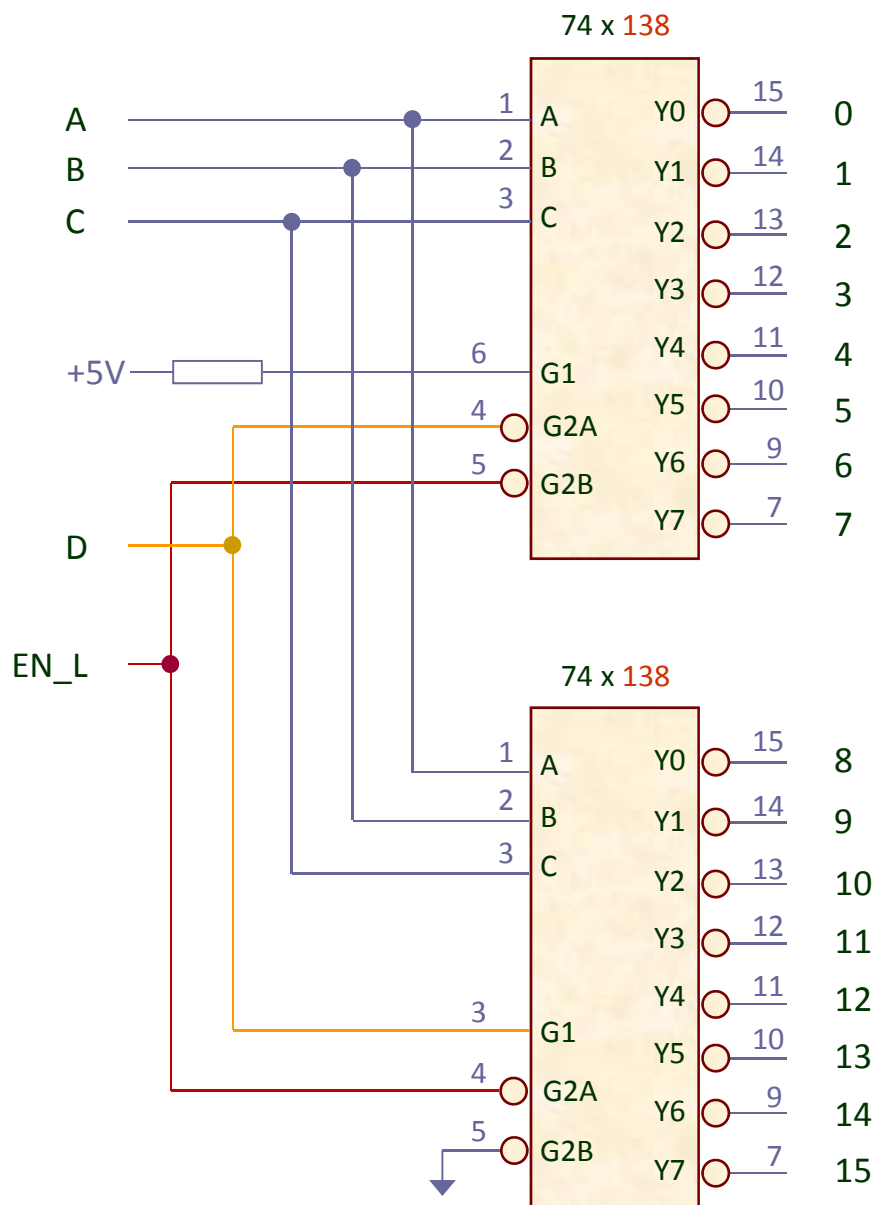 74 x 138
A 1 A Y0 15 0
B 2 B Y1 14 1
C 3 C Y2 13 2
Y3 12 3
+5V 6 G1 Y4 11 4
4 G2A Y5 10 5
5 G2B Y6 9 6
Y7 7 7
D
EN_L
74 x 138
1 A Y0 15 8
2 B Y1 14 9
3 C Y2 13 10
Y3 12 11
Y4 11 12
3 G1 Y5 10 13
4 G2A Y6 9 14
5 G2B Y7 7 15